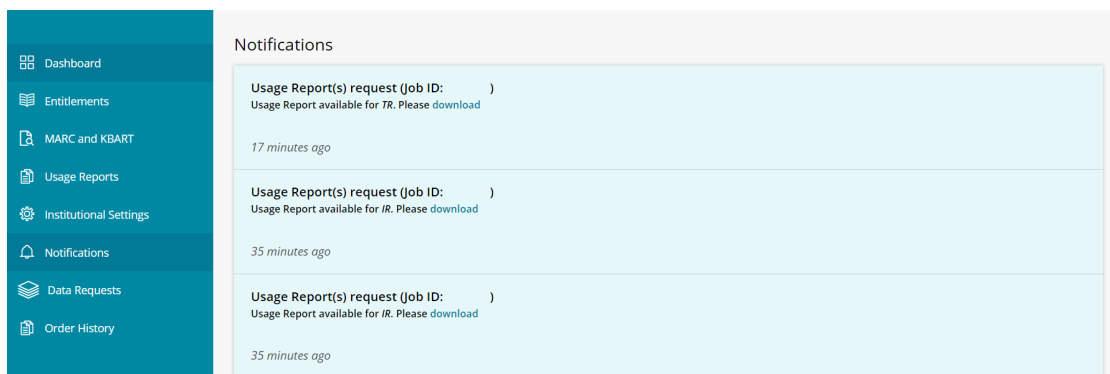 Dashboard
Entitlements
MARC and KBART
Usage Reports
Institutional Settings
Notifications
Data Requests
Order History
Notifications
Usage Report(s) request (Job ID: )
Usage Report available for TR. Please download
17 minutes ago
Usage Report(s) request (Job ID: )
Usage Report available for IR. Please download
35 minutes ago
Usage Report(s) request (Job ID: )
Usage Report available for IR. Please download
35 minutes ago